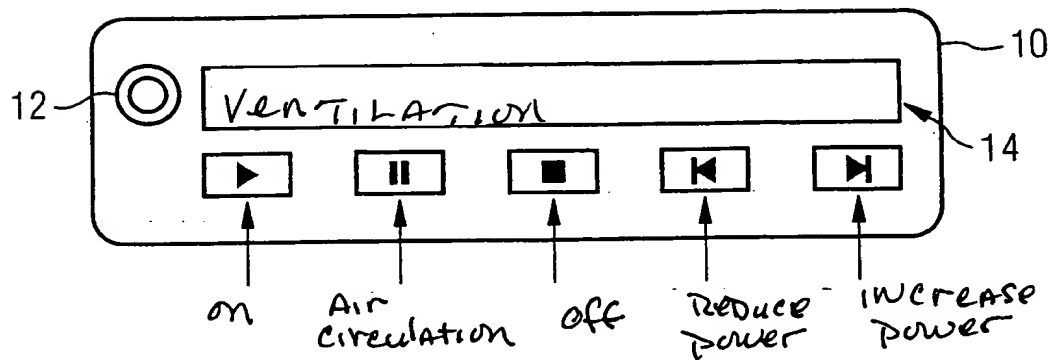 10
12
VenTILATION
14
on
Air circulation
off
Reduce power
INCREASE power